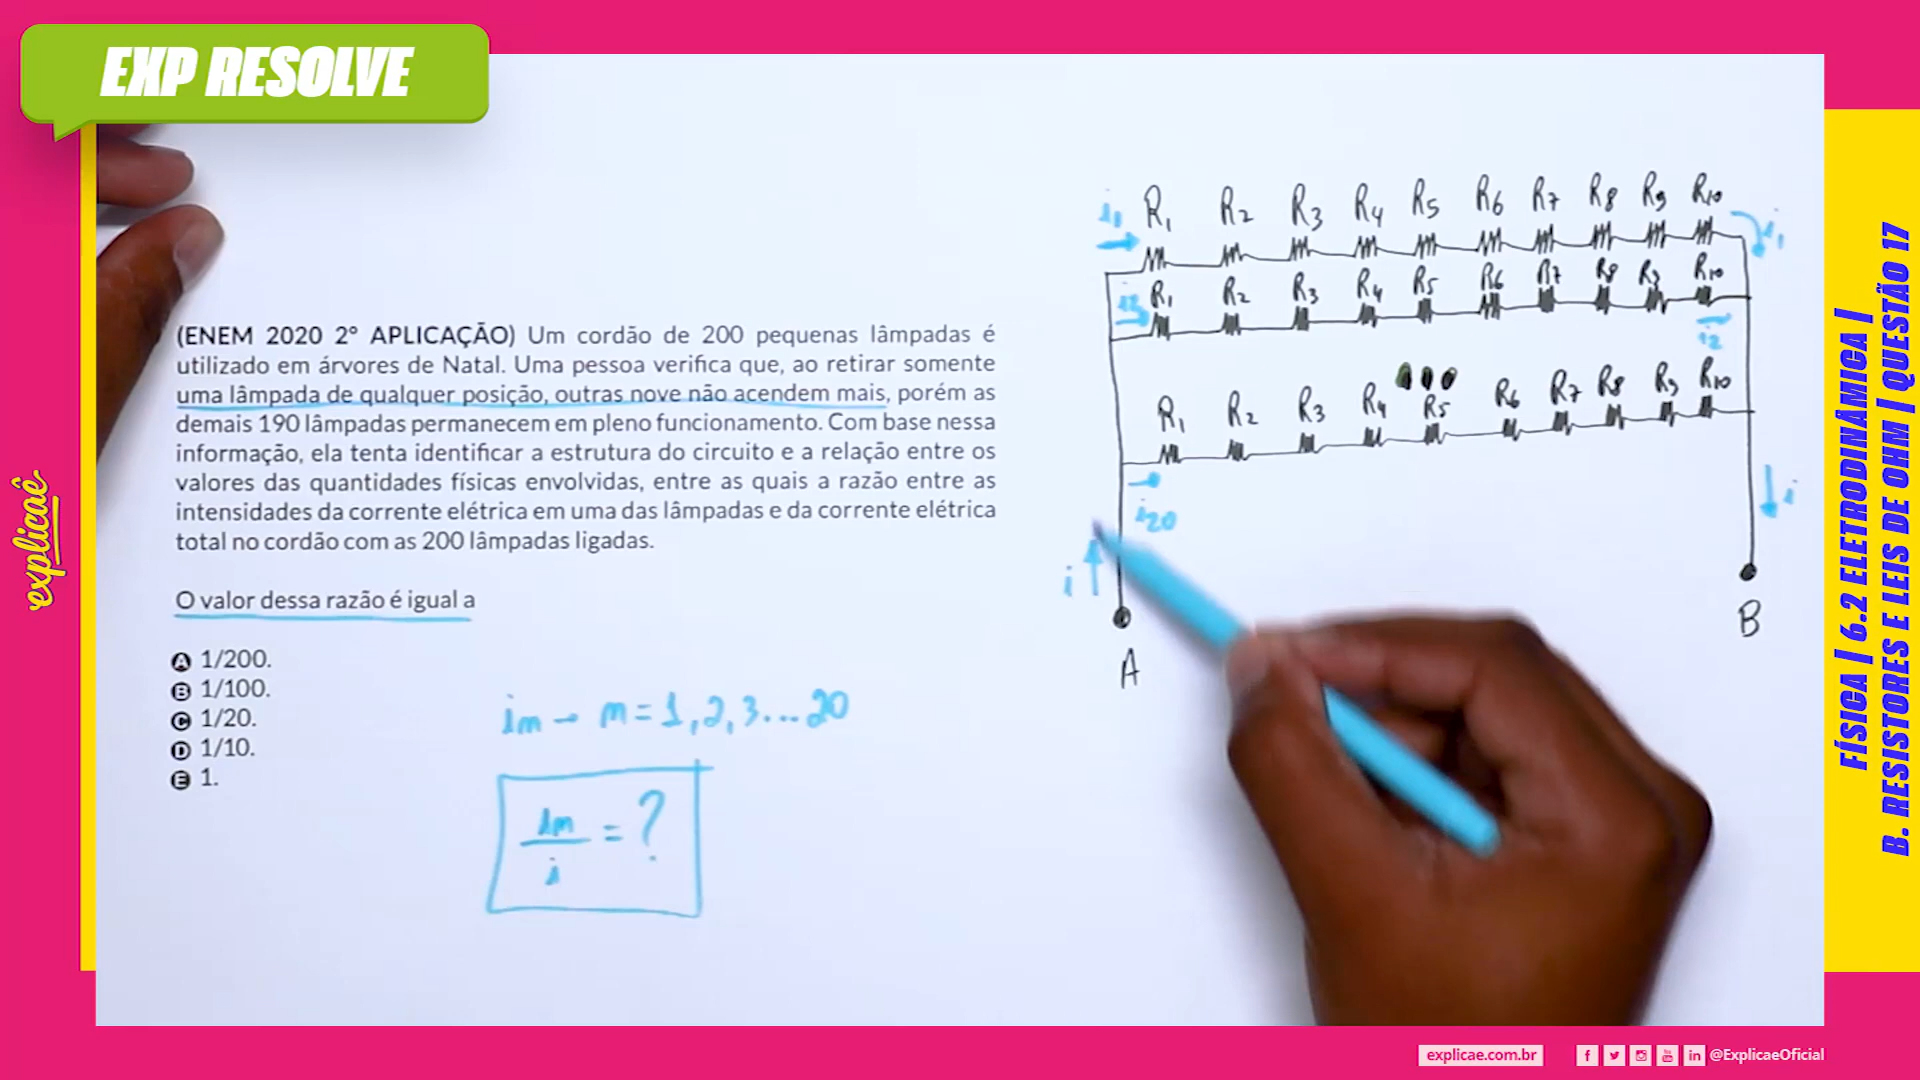 EXP RESOLVE
(ENEM 2020 2° APLICAÇÃO) Um cordão de 200 pequenas lâmpadas é
utilizado em árvores de Natal. Uma pessoa verifica que, ao retirar somente
uma lâmpada de qualquer posição, outras nove não acendem mais, porém as
demais 190 lâmpadas permanecem em pleno funcionamento. Com base nessa
informação, ela tenta identificar a estrutura do circuito e a relação entre os
valores das quantidades físicas envolvidas, entre as quais a razão entre as
intensidades da corrente elétrica em uma das lâmpadas e da corrente elétrica
total no cordão com as 200 lâmpadas ligadas.
O valor dessa razão é igual a
A 1/200.
B 1/100.
C 1/20.
D 1/10.
E 1.
im → m = 1, 2, 3 ... 20
im
i
= ?
i1 R1 R2 R3 R4 R5 R6 R7 R8 R9 R10 i1
i2 R1 R2 R3 R4 R5 R6 R7 R8 R9 R10
i2
R1 R2 R3 R4 R5 R6 R7 R8 R9 R10
i20
i
i
A
B
explicaê
FÍSICA | 6.2 ELETRODINÂMICA |
B. RESISTORES E LEIS DE OHM | QUESTÃO 17
explicae.com.br
@ExplicaeOficial